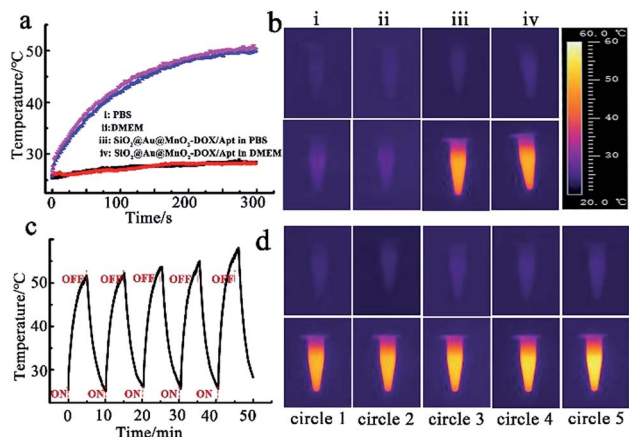 a
Temperature/°C
50
40
30
i: PBS
ii:DMEM
iii: SiO2@Au@MnO2-DOX/Apt in PBS
iv: SiO2@Au@MnO2-DOX/Apt in DMEM
0 100 200 300
Time/s
b
i ii iii iv
60.0 ℃
60
50
40
30
20.0 ℃
c
Temperature/°C
50
40
30
OFF OFF OFF OFF OFF
ON ON ON ON ON
0 10 20 30 40 50
Time/min
d
circle 1 circle 2 circle 3 circle 4 circle 5